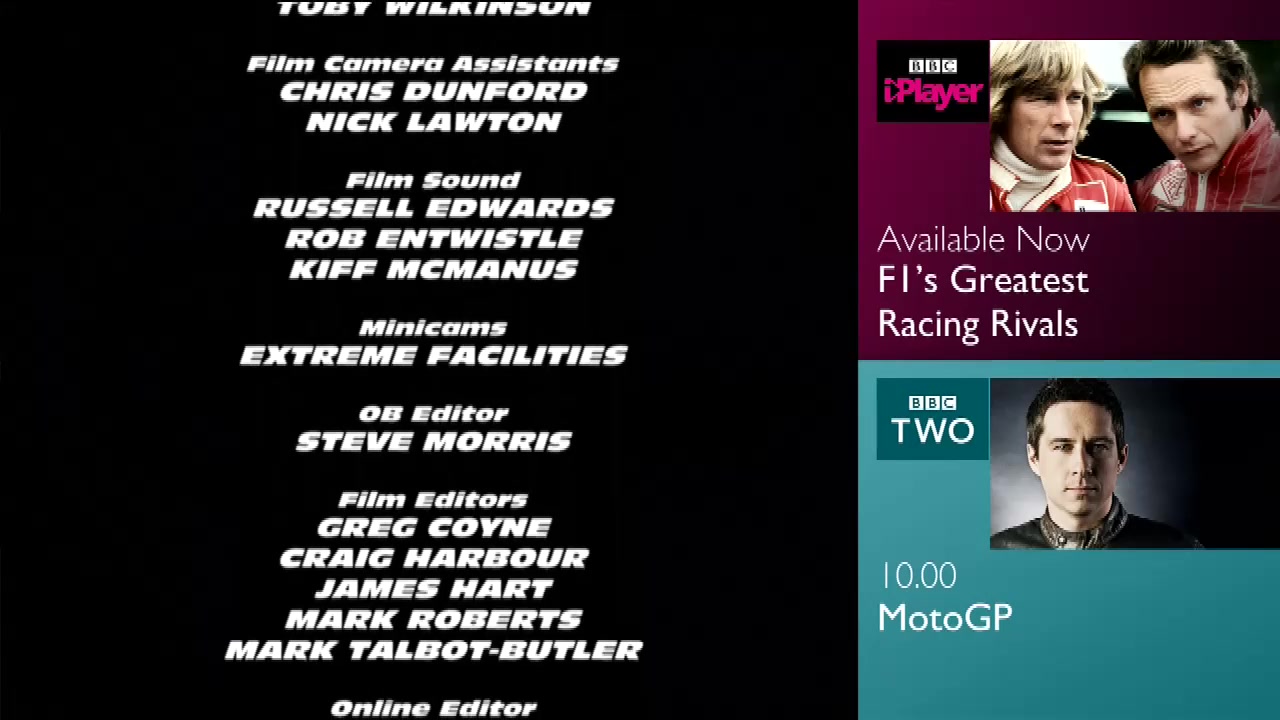 TOBY WILKINSON
Film Camera Assistants
CHRIS DUNFORD
NICK LAWTON
Film Sound
RUSSELL EDWARDS
ROB ENTWISTLE
KIFF MCMANUS
Minicams
EXTREME FACILITIES
OB Editor
STEVE MORRIS
Film Editors
GREG COYNE
CRAIG HARBOUR
JAMES HART
MARK ROBERTS
MARK TALBOT-BUTLER
Online Editor
BBC
iPlayer
Available Now
F1's Greatest
Racing Rivals
BBC
TWO
10.00
MotoGP